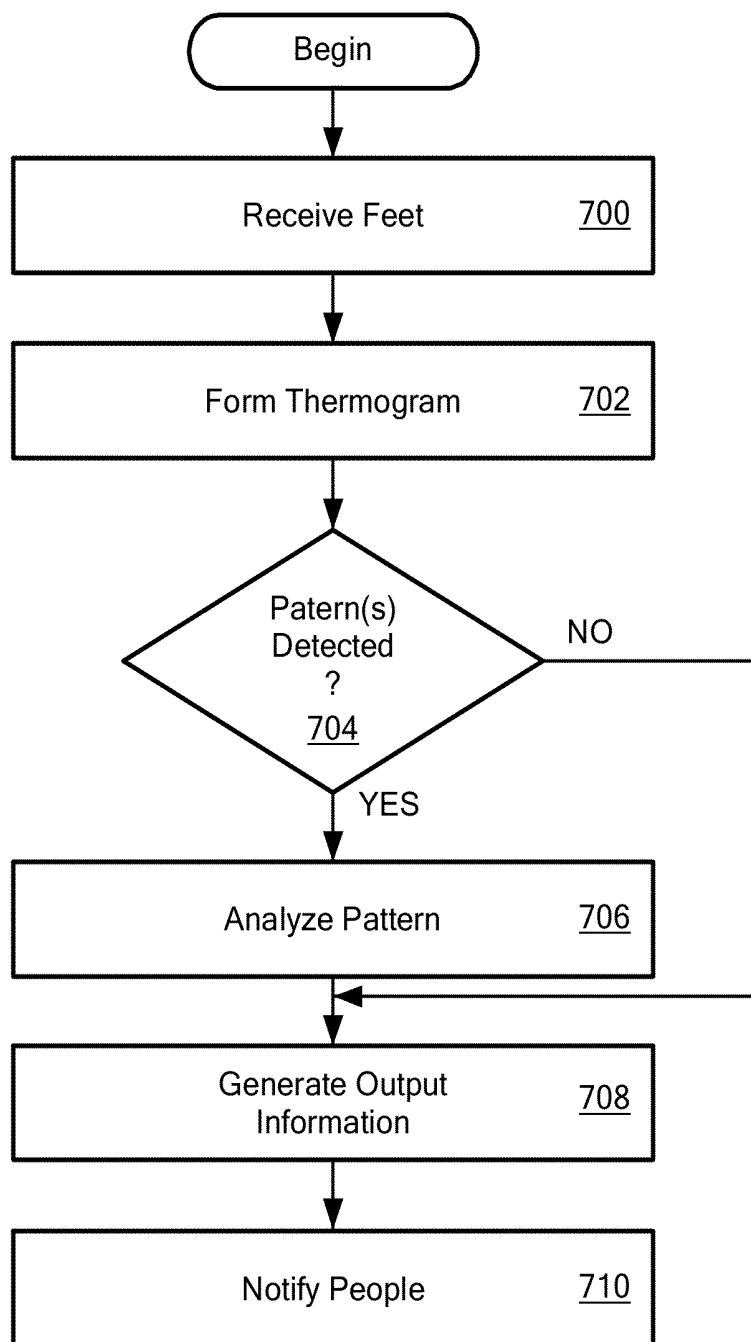 Begin
Receive Feet 700
Form Thermogram 702
Patern(s)
Detected
?
704
NO
YES
Analyze Pattern 706
Generate Output
Information
708
Notify People 710